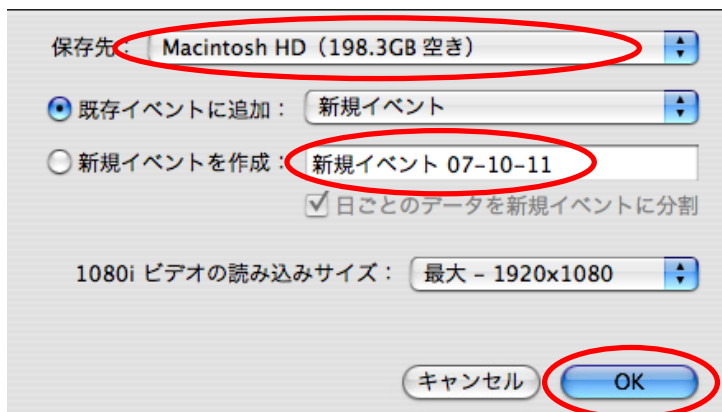 保存先： Macintosh HD（198.3GB 空き）
既存イベントに追加： 新規イベント
新規イベントを作成： 新規イベント 07-10-11
日ごとのデータを新規イベントに分割
1080i ビデオの読み込みサイズ： 最大 – 1920x1080
キャンセル OK